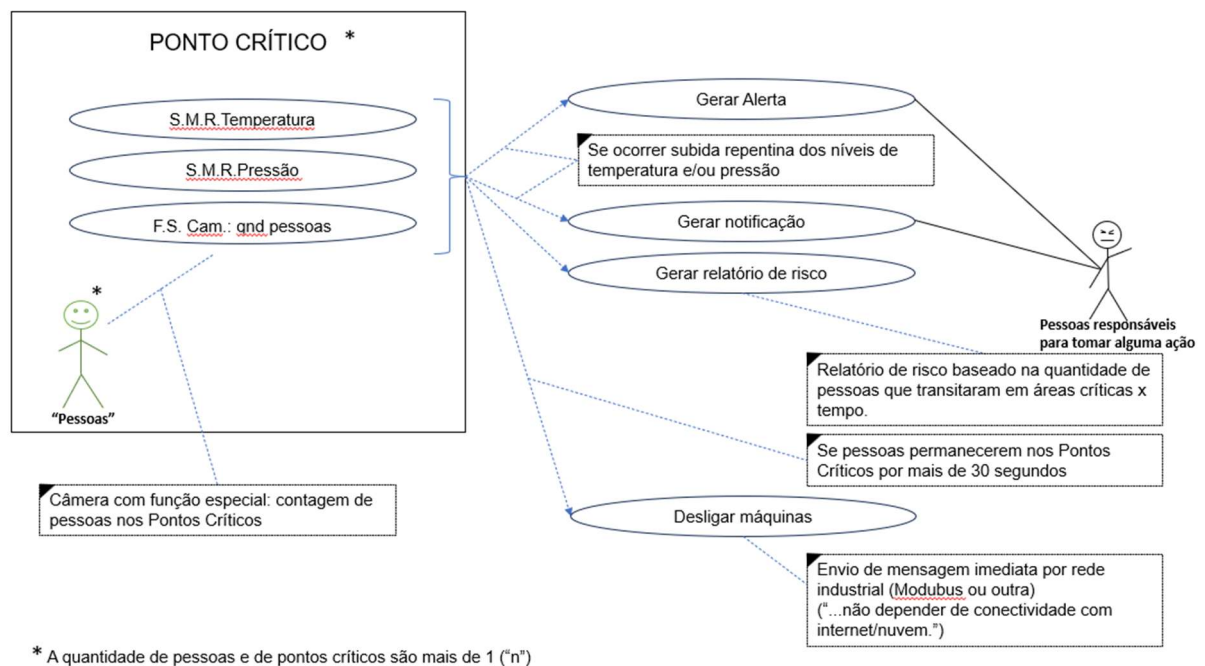 PONTO CRÍTICO *
S.M.R.Temperatura
S.M.R.Pressão
F.S. Cam.: qnd pessoas
*
“Pessoas”
Câmera com função especial: contagem de
pessoas nos Pontos Críticos
Gerar Alerta
Se ocorrer subida repentina dos níveis de
temperatura e/ou pressão
Gerar notificação
Gerar relatório de risco
Pessoas responsáveis
para tomar alguma ação
Relatório de risco baseado na quantidade de
pessoas que transitaram em áreas críticas x
tempo.
Se pessoas permanecerem nos Pontos
Críticos por mais de 30 segundos
Desligar máquinas
Envio de mensagem imediata por rede
industrial (Modubus ou outra)
(“...não depender de conectividade com
internet/nuvem.”)
* A quantidade de pessoas e de pontos críticos são mais de 1 (“n”)